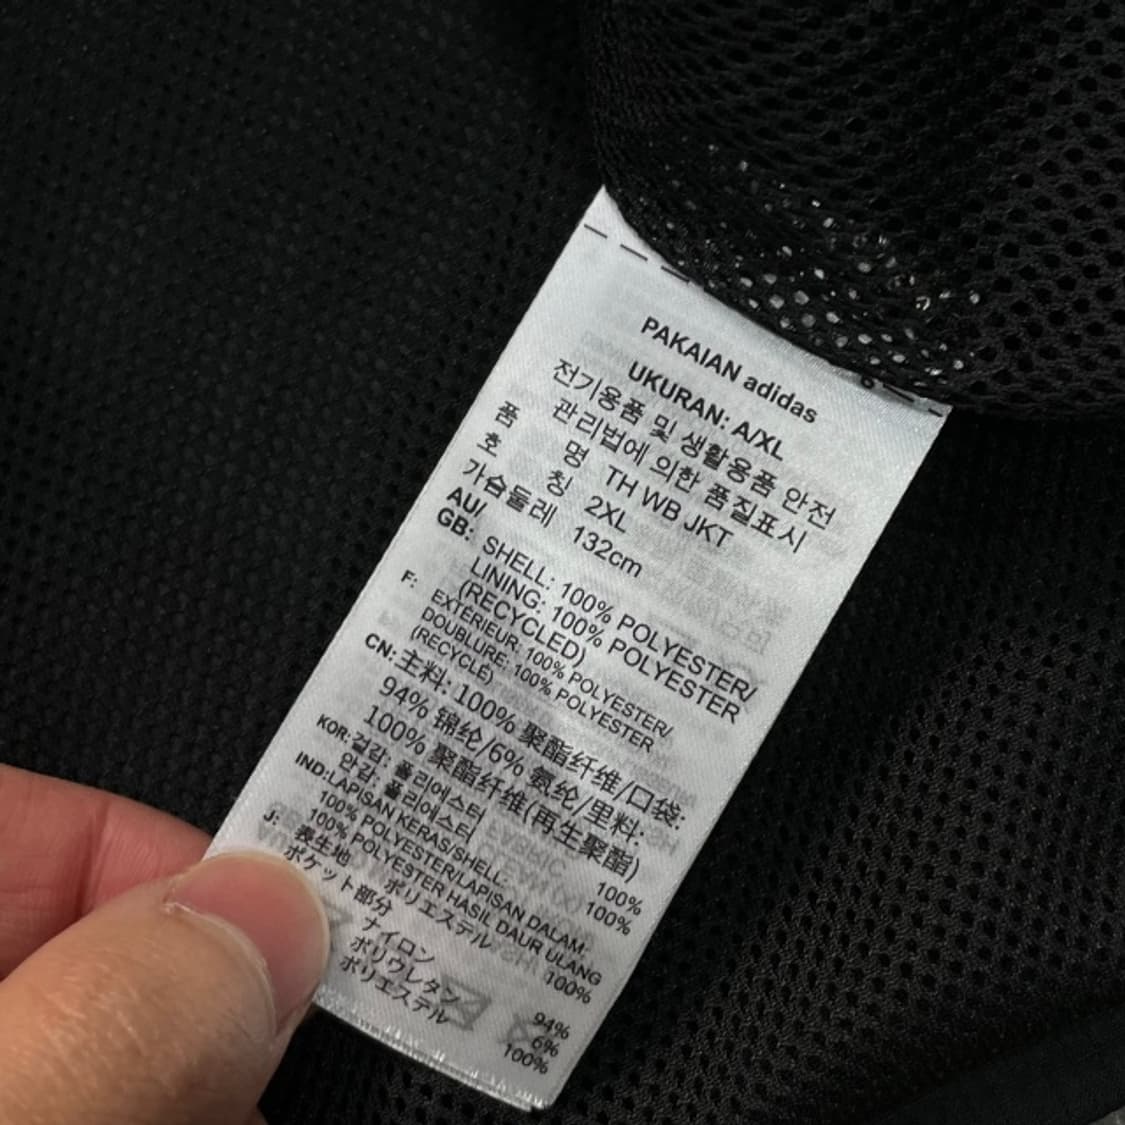 PAKAIAN adidas
UKURAN: A/XL
전기용품 및 생활용품 안전
관리법에 의한 품질표시
품 명 TH WB JKT
호 칭 2XL
가슴둘레 132cm
AU/
GB: SHELL: 100% POLYESTER/
LINING: 100% POLYESTER
(RECYCLED)
F: EXTÉRIEUR: 100% POLYESTER/
DOUBLURE: 100% POLYESTER
(RECYCLÉ)
CN: 主料: 100% 聚酯纤维/口袋:
94% 锦纶/6% 氨纶/里料:
100% 聚酯纤维(再生聚酯)
KOR: 겉감: 폴리에스터 100%
안감: 폴리에스터 100%
IND: LAPISAN KERAS/SHELL:
100% POLYESTER/LAPISAN DALAM:
100% POLYESTER HASIL DAUR ULANG
J: 表生地 ポリエステル 100%
ポケット部分
ナイロン 94%
ポリウレタン 6%
ポリエステル 100%